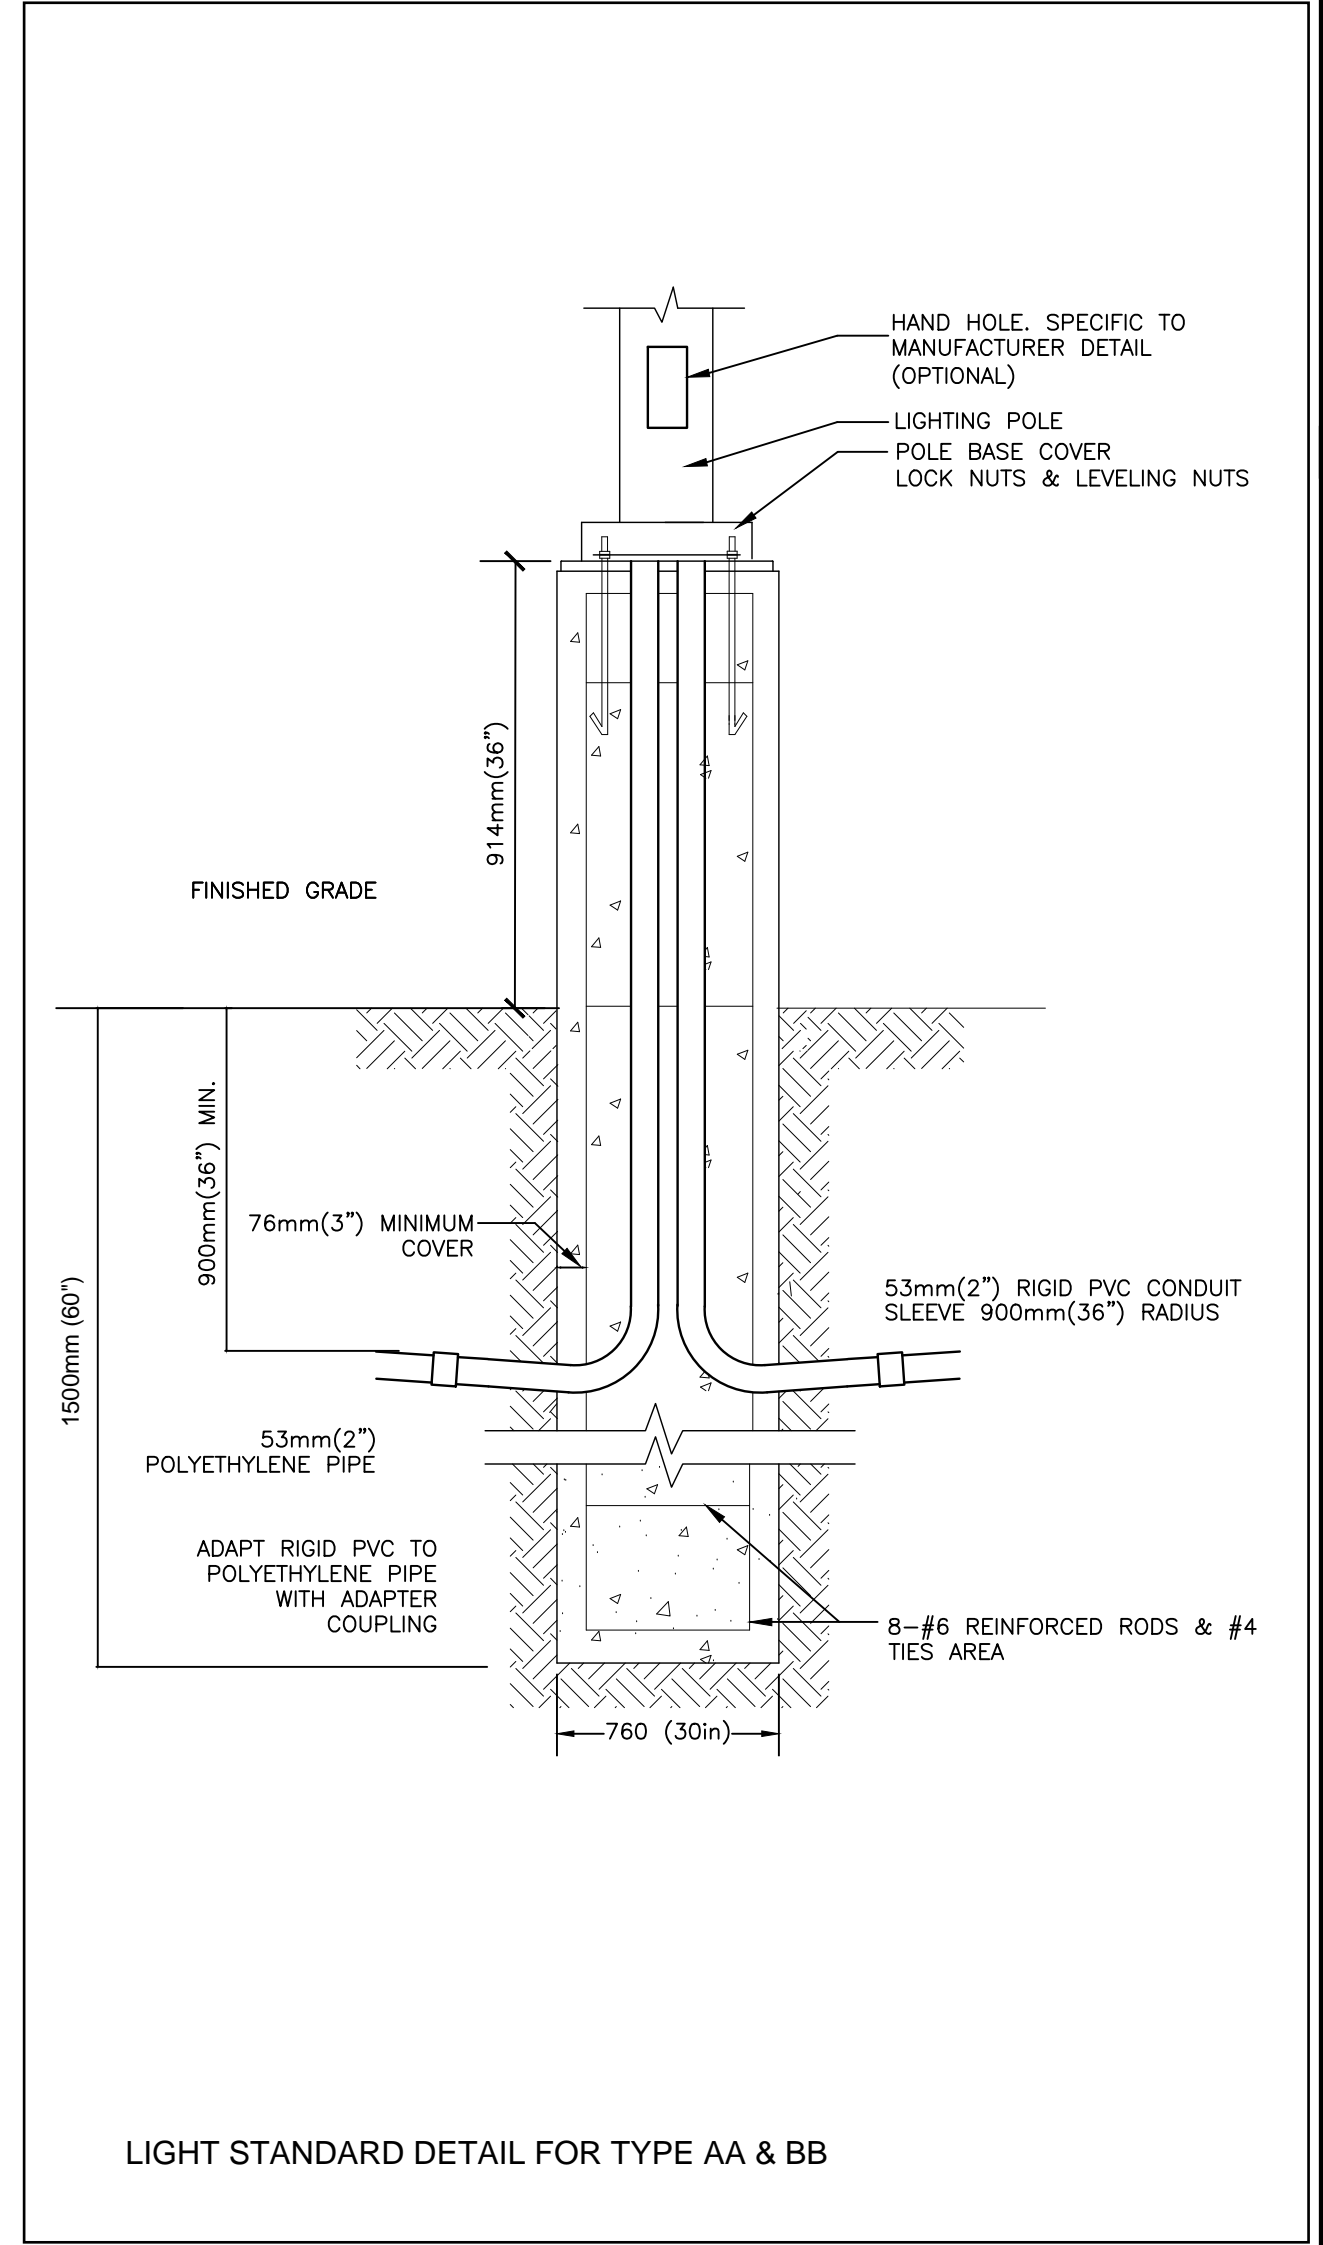 HAND HOLE. SPECIFIC TO
MANUFACTURER DETAIL
(OPTIONAL)
LIGHTING POLE
POLE BASE COVER
LOCK NUTS & LEVELING NUTS
914mm(36")
FINISHED GRADE
900mm(36") MIN.
76mm(3") MINIMUM
COVER
1500mm (60")
53mm(2") RIGID PVC CONDUIT
SLEEVE 900mm(36") RADIUS
53mm(2")
POLYETHYLENE PIPE
ADAPT RIGID PVC TO
POLYETHYLENE PIPE
WITH ADAPTER
COUPLING
8-#6 REINFORCED RODS & #4
TIES AREA
760 (30in)
LIGHT STANDARD DETAIL FOR TYPE AA & BB